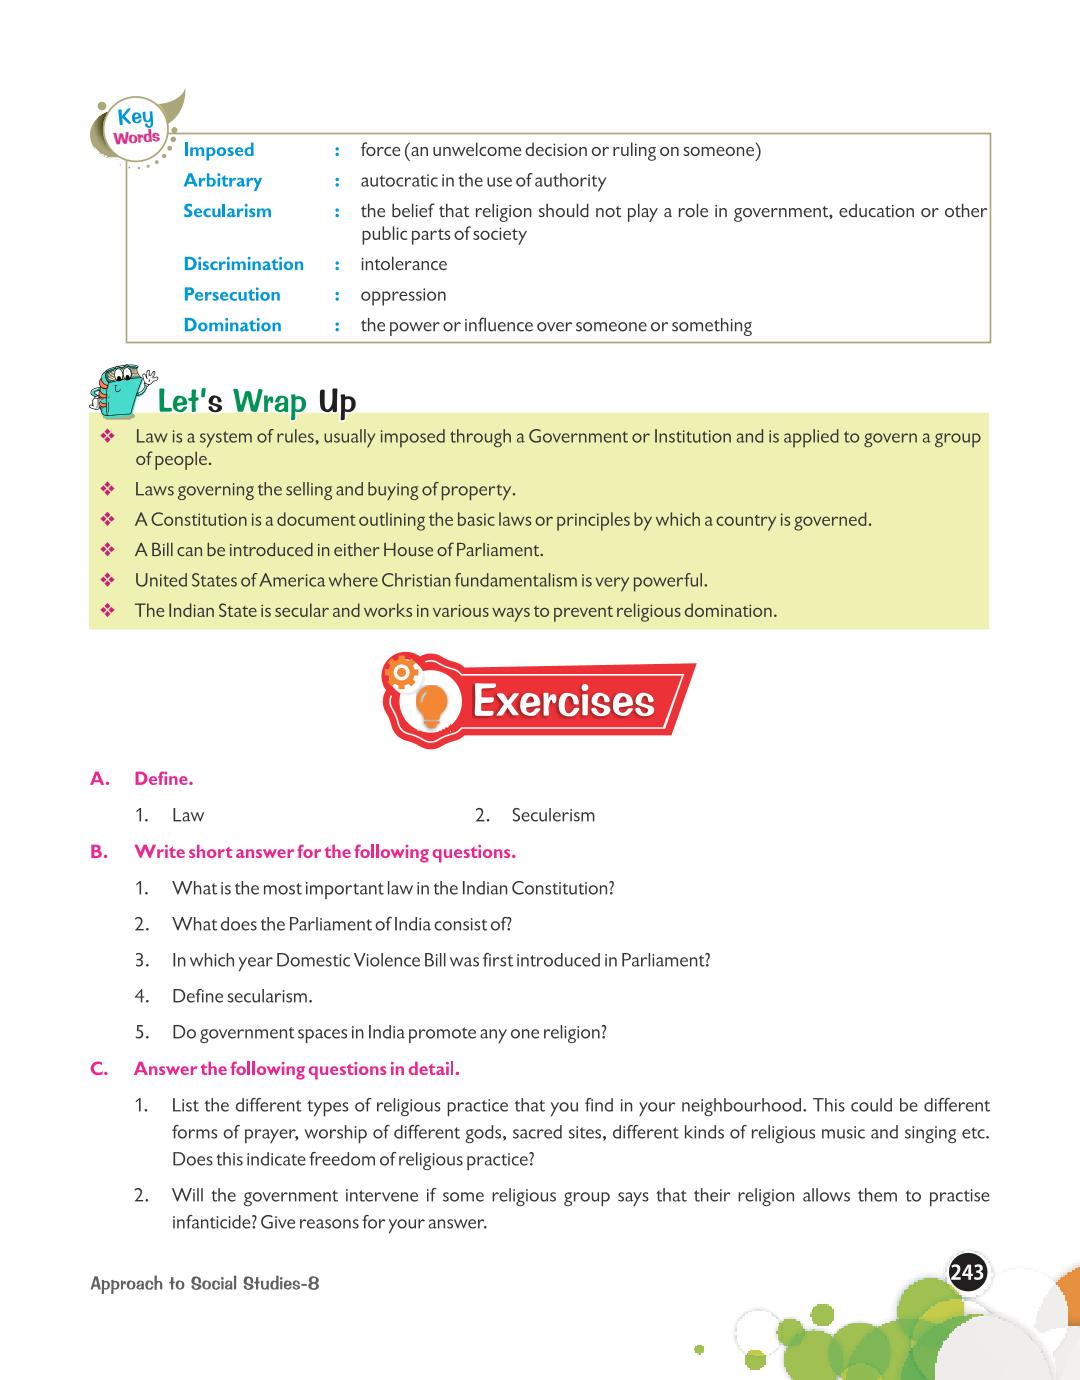 Key
Words
Imposed : force (an unwelcome decision or ruling on someone)
Arbitrary : autocratic in the use of authority
Secularism : the belief that religion should not play a role in government, education or other
public parts of society
Discrimination : intolerance
Persecution : oppression
Domination : the power or influence over someone or something
Let's Wrap Up
❖ Law is a system of rules, usually imposed through a Government or Institution and is applied to govern a group
of people.
❖ Laws governing the selling and buying of property.
❖ A Constitution is a document outlining the basic laws or principles by which a country is governed.
❖ A Bill can be introduced in either House of Parliament.
❖ United States of America where Christian fundamentalism is very powerful.
❖ The Indian State is secular and works in various ways to prevent religious domination.
Exercises
A. Define.
1. Law 2. Seculerism
B. Write short answer for the following questions.
1. What is the most important law in the Indian Constitution?
2. What does the Parliament of India consist of?
3. In which year Domestic Violence Bill was first introduced in Parliament?
4. Define secularism.
5. Do government spaces in India promote any one religion?
C. Answer the following questions in detail.
1. List the different types of religious practice that you find in your neighbourhood. This could be different
forms of prayer, worship of different gods, sacred sites, different kinds of religious music and singing etc.
Does this indicate freedom of religious practice?
2. Will the government intervene if some religious group says that their religion allows them to practise
infanticide? Give reasons for your answer.
Approach to Social Studies-8
243